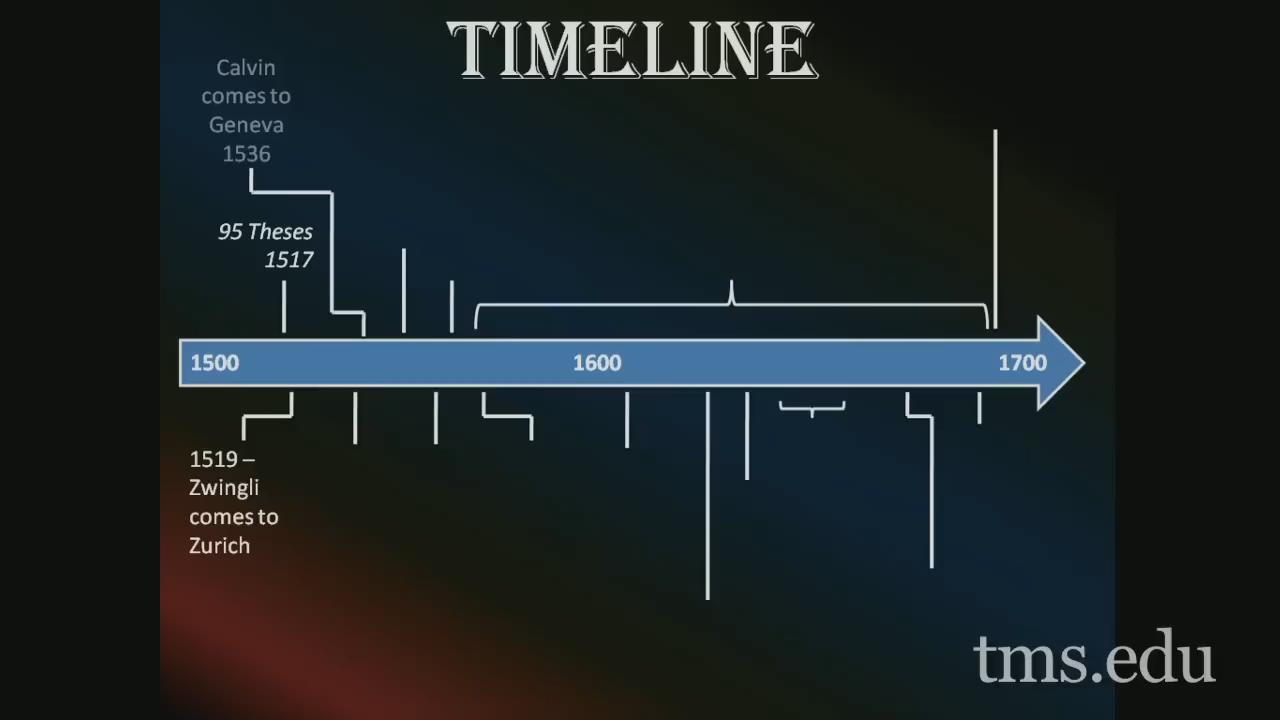 TIMELINE
Calvin
comes to
Geneva
1536
95 Theses
1517
1500
1600
1700
1519 –
Zwingli
comes to
Zurich
tms.edu